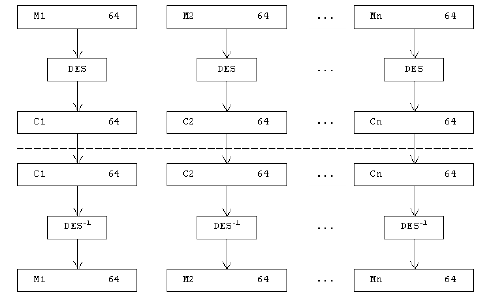 M1 64 M2 64 ... Mn 64
DES DES ... DES
C1 64 C2 64 ... Cn 64
C1 64 C2 64 ... Cn 64
DES⁻¹ DES⁻¹ ... DES⁻¹
M1 64 M2 64 ... Mn 64